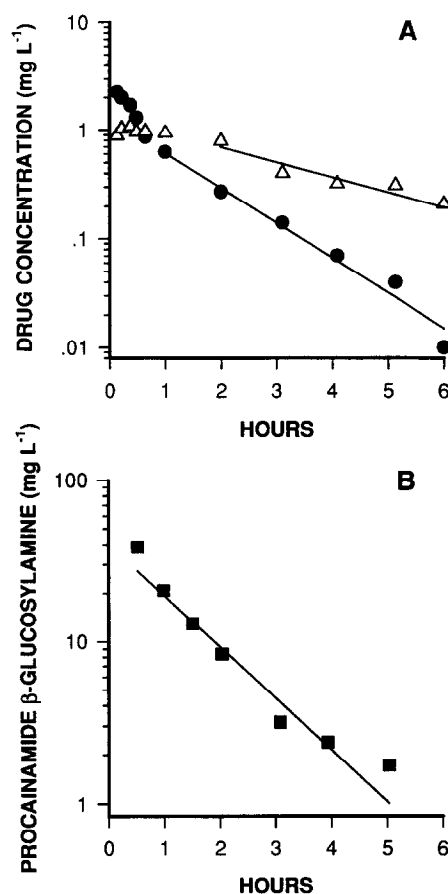 A
DRUG CONCENTRATION (mg L-1)
10
1
.1
.01
0 1 2 3 4 5 6
HOURS
B
PROCAINAMIDE β-GLUCOSYLAMINE (mg L-1)
100
10
1
0 1 2 3 4 5 6
HOURS